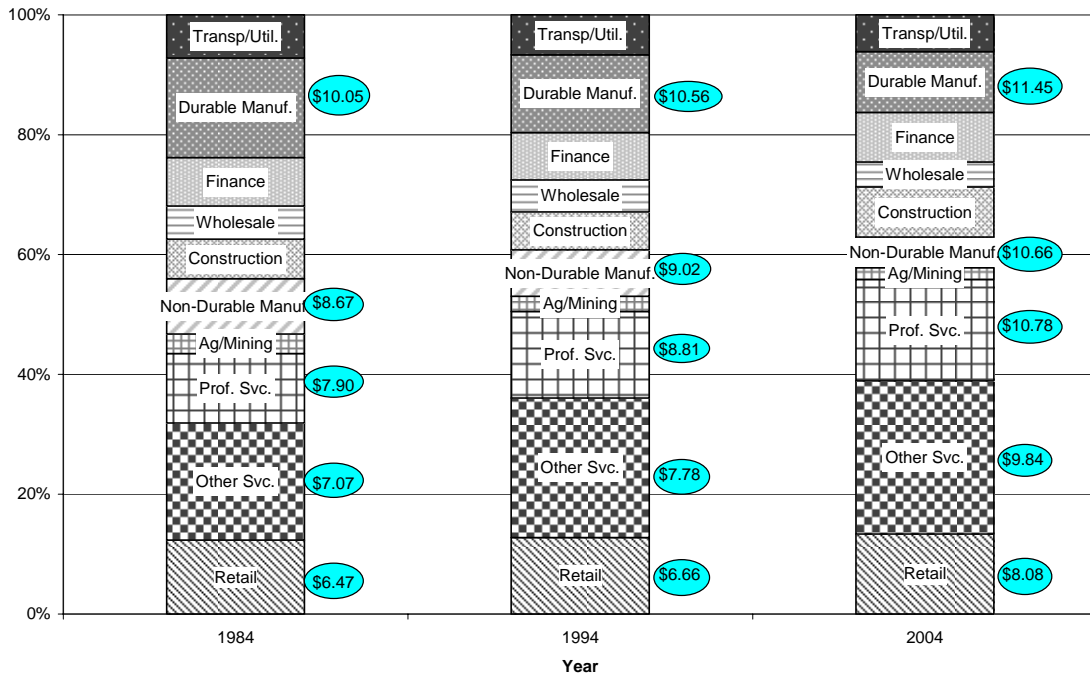 100%
80%
60%
40%
20%
0%
Transp/Util.
Durable Manuf.
$10.05
Finance
Wholesale
Construction
Non-Durable Manuf
$8.67
Ag/Mining
Prof. Svc.
$7.90
Other Svc.
$7.07
Retail
$6.47
Transp/Util.
Durable Manuf.
$10.56
Finance
Wholesale
Construction
Non-Durable Manuf.
$9.02
Ag/Mining
Prof. Svc.
$8.81
Other Svc.
$7.78
Retail
$6.66
Transp/Util.
Durable Manuf.
$11.45
Finance
Wholesale
Construction
Non-Durable Manuf.
$10.66
Ag/Mining
Prof. Svc.
$10.78
Other Svc.
$9.84
Retail
$8.08
1984
1994
2004
Year